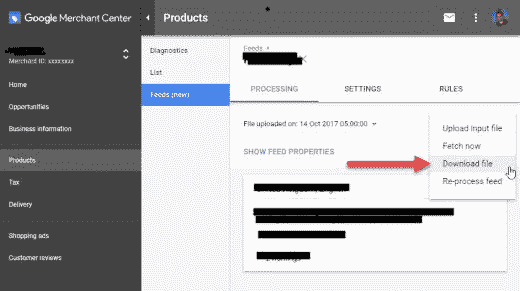 Google Merchant Center
Products
Merchant ID: xxxxxxx
Home
Opportunities
Business information
Products
Tax
Delivery
Shopping ads
Customer reviews
Diagnostics
List
Feeds (new)
Feeds
PROCESSING SETTINGS RULES
File uploaded on: 14 Oct 2017 05:00:00
SHOW FEED PROPERTIES
Upload input file
Fetch now
Download file
Re-process feed
warnings